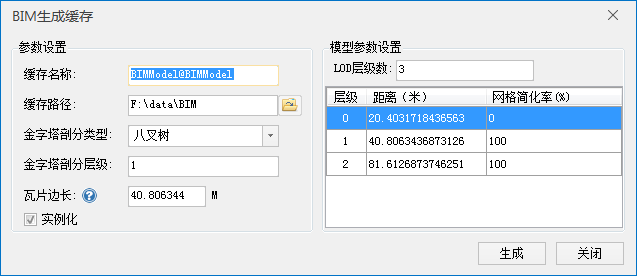 BIM生成缓存
参数设置
缓存名称: BIMModel@BIMModel
缓存路径: F:\data\BIM
金字塔剖分类型: 八叉树
金字塔剖分层级: 1
瓦片边长: 40.806344 M
实例化
模型参数设置
LOD层级数: 3
层级 距离（米） 网格简化率(%)
0 20.4031718436563 0
1 40.8063436873126 100
2 81.6126873746251 100
生成 关闭